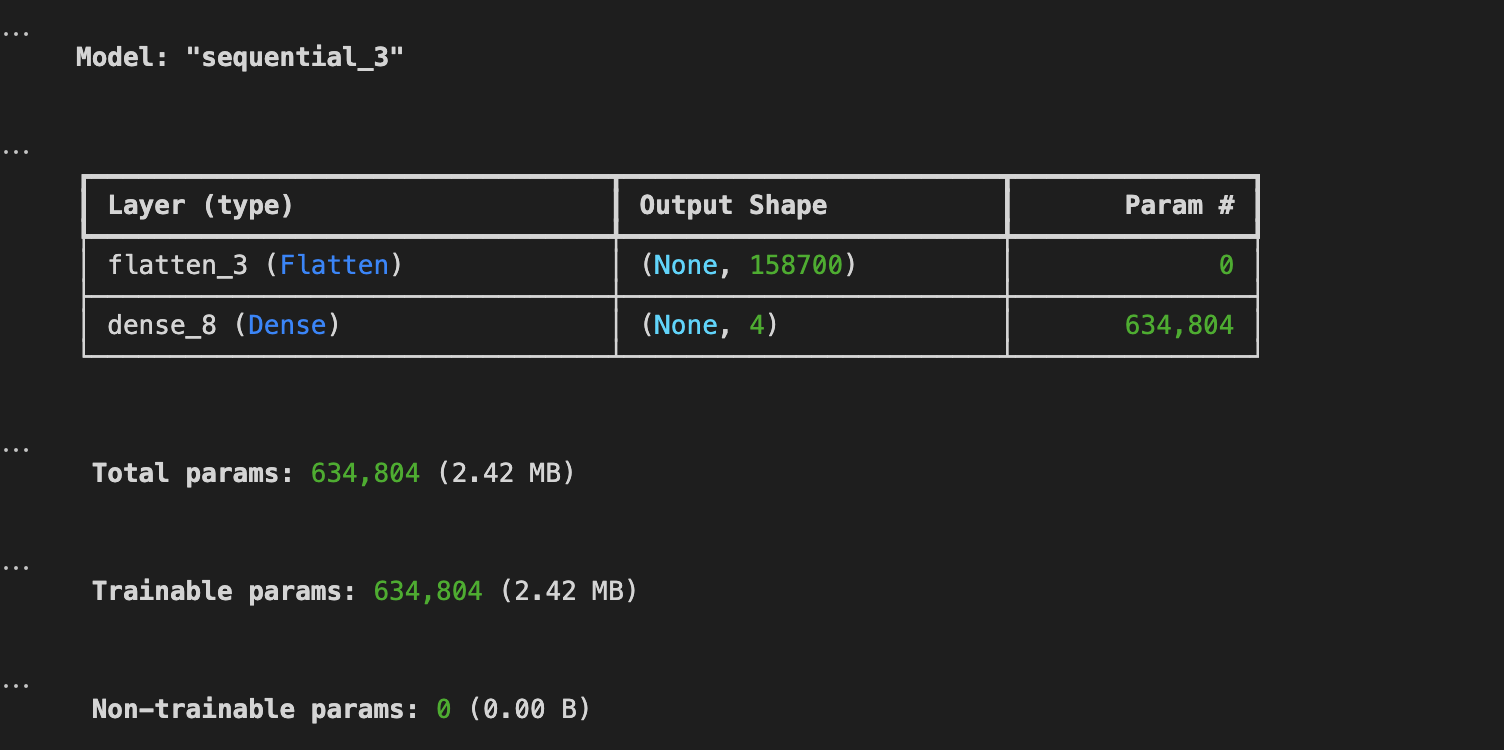 ...
Model: "sequential_3"
...
Layer (type) Output Shape Param #
flatten_3 (Flatten) (None, 158700) 0
dense_8 (Dense) (None, 4) 634,804
...
Total params: 634,804 (2.42 MB)
...
Trainable params: 634,804 (2.42 MB)
...
Non-trainable params: 0 (0.00 B)